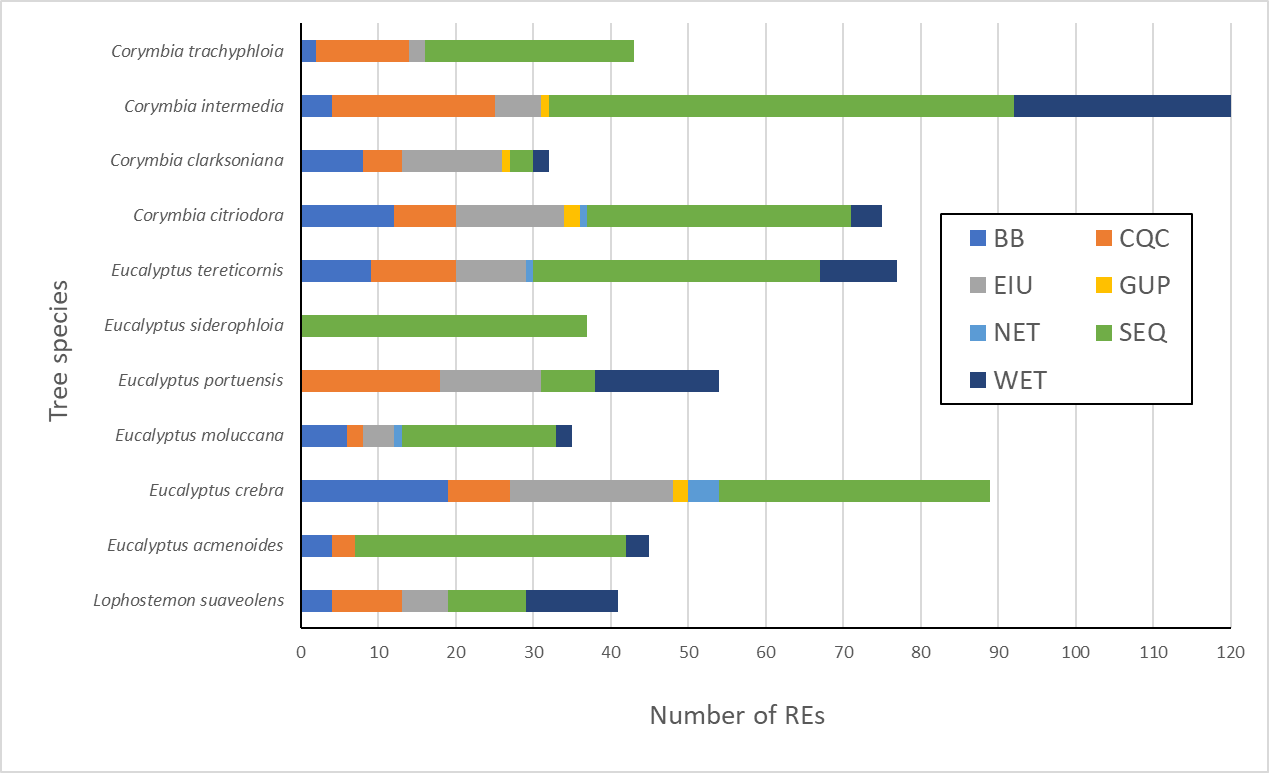 Corymbia trachyphloia
Corymbia intermedia
Corymbia clarksoniana
Corymbia citriodora
Eucalyptus tereticornis
Eucalyptus siderophloia
Eucalyptus portuensis
Eucalyptus moluccana
Eucalyptus crebra
Eucalyptus acmenoides
Lophostemon suaveolens
Tree species
0 10 20 30 40 50 60 70 80 90 100 110 120
Number of REs
BB CQC
EIU GUP
NET SEQ
WET